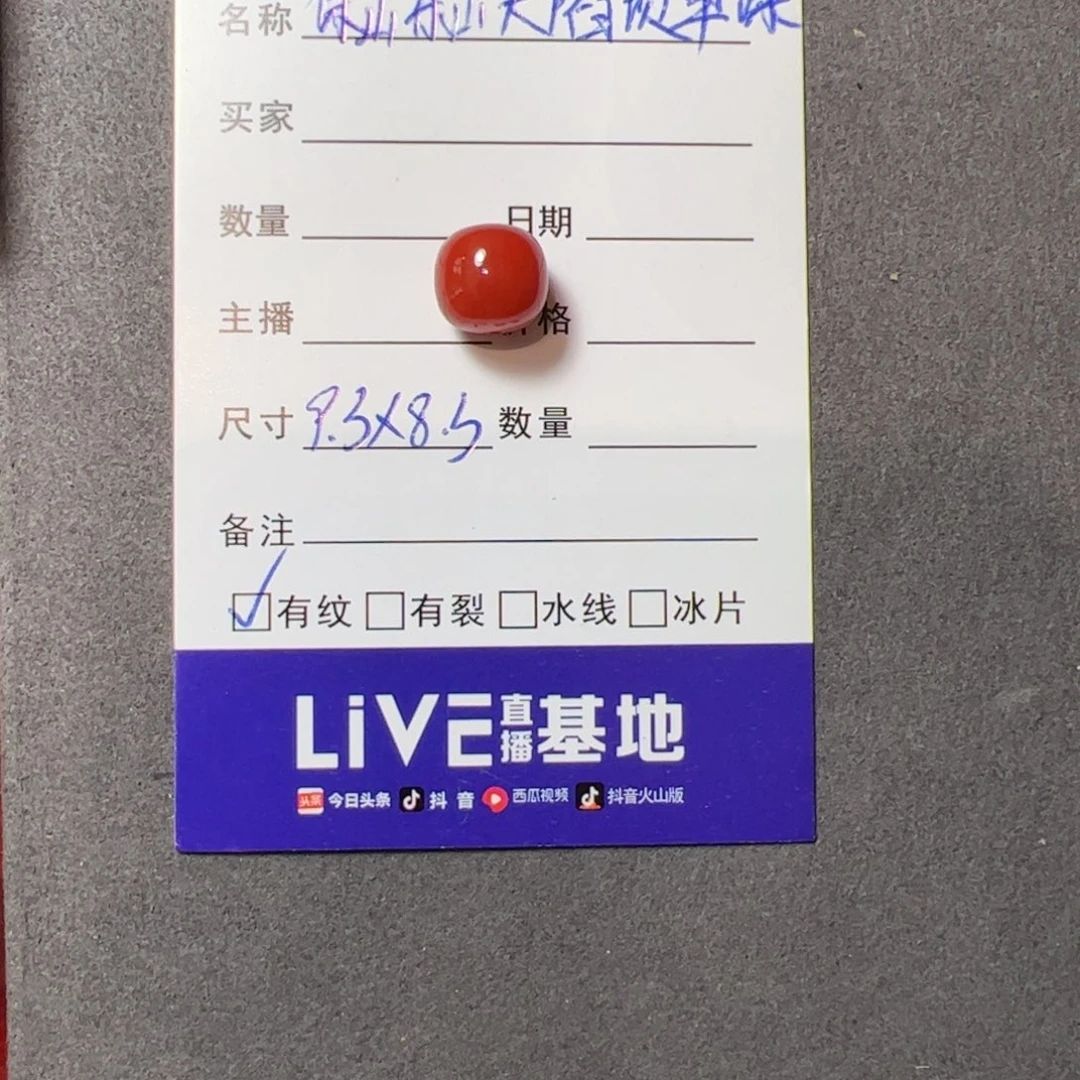 名称 保山
买家
数量 日期
主播 格
尺寸 9.3X8.5 数量
备注
有纹 有裂 水线 冰片
LiVE直播基地
今日头条 抖音 西瓜视频 抖音火山版